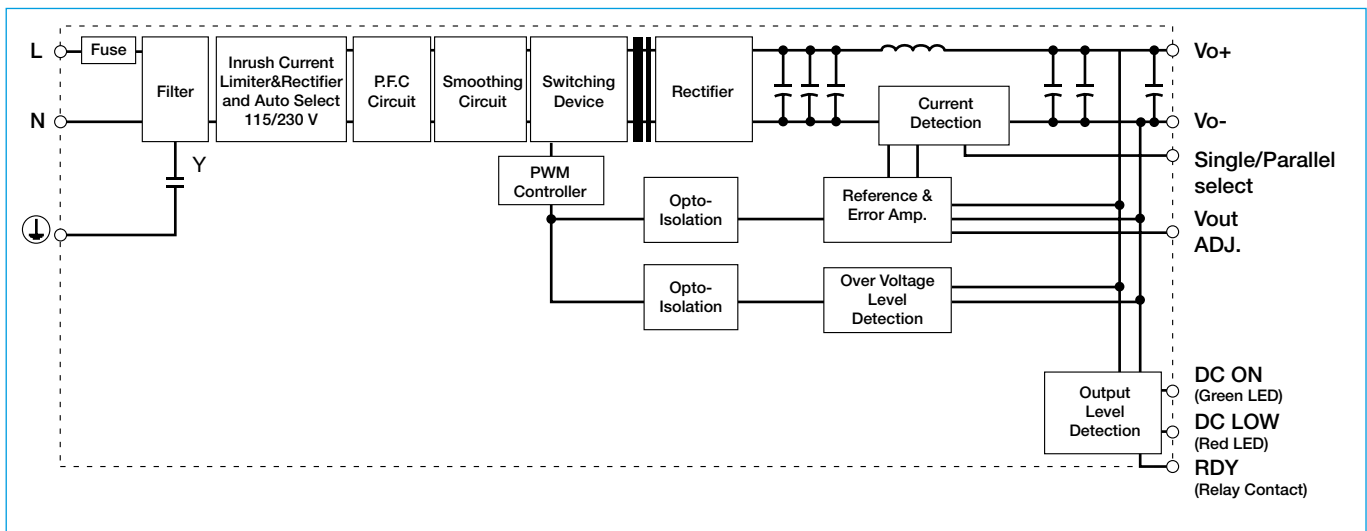 L
Fuse
Filter
Inrush Current
Limiter&Rectifier
and Auto Select
115/230 V
P.F.C
Circuit
Smoothing
Circuit
Switching
Device
Rectifier
Vo+
N
Current
Detection
Vo-
Y
PWM
Controller
Opto-
Isolation
Reference &
Error Amp.
Single/Parallel
select
Vout
ADJ.
Opto-
Isolation
Over Voltage
Level
Detection
Output
Level
Detection
DC ON
(Green LED)
DC LOW
(Red LED)
RDY
(Relay Contact)